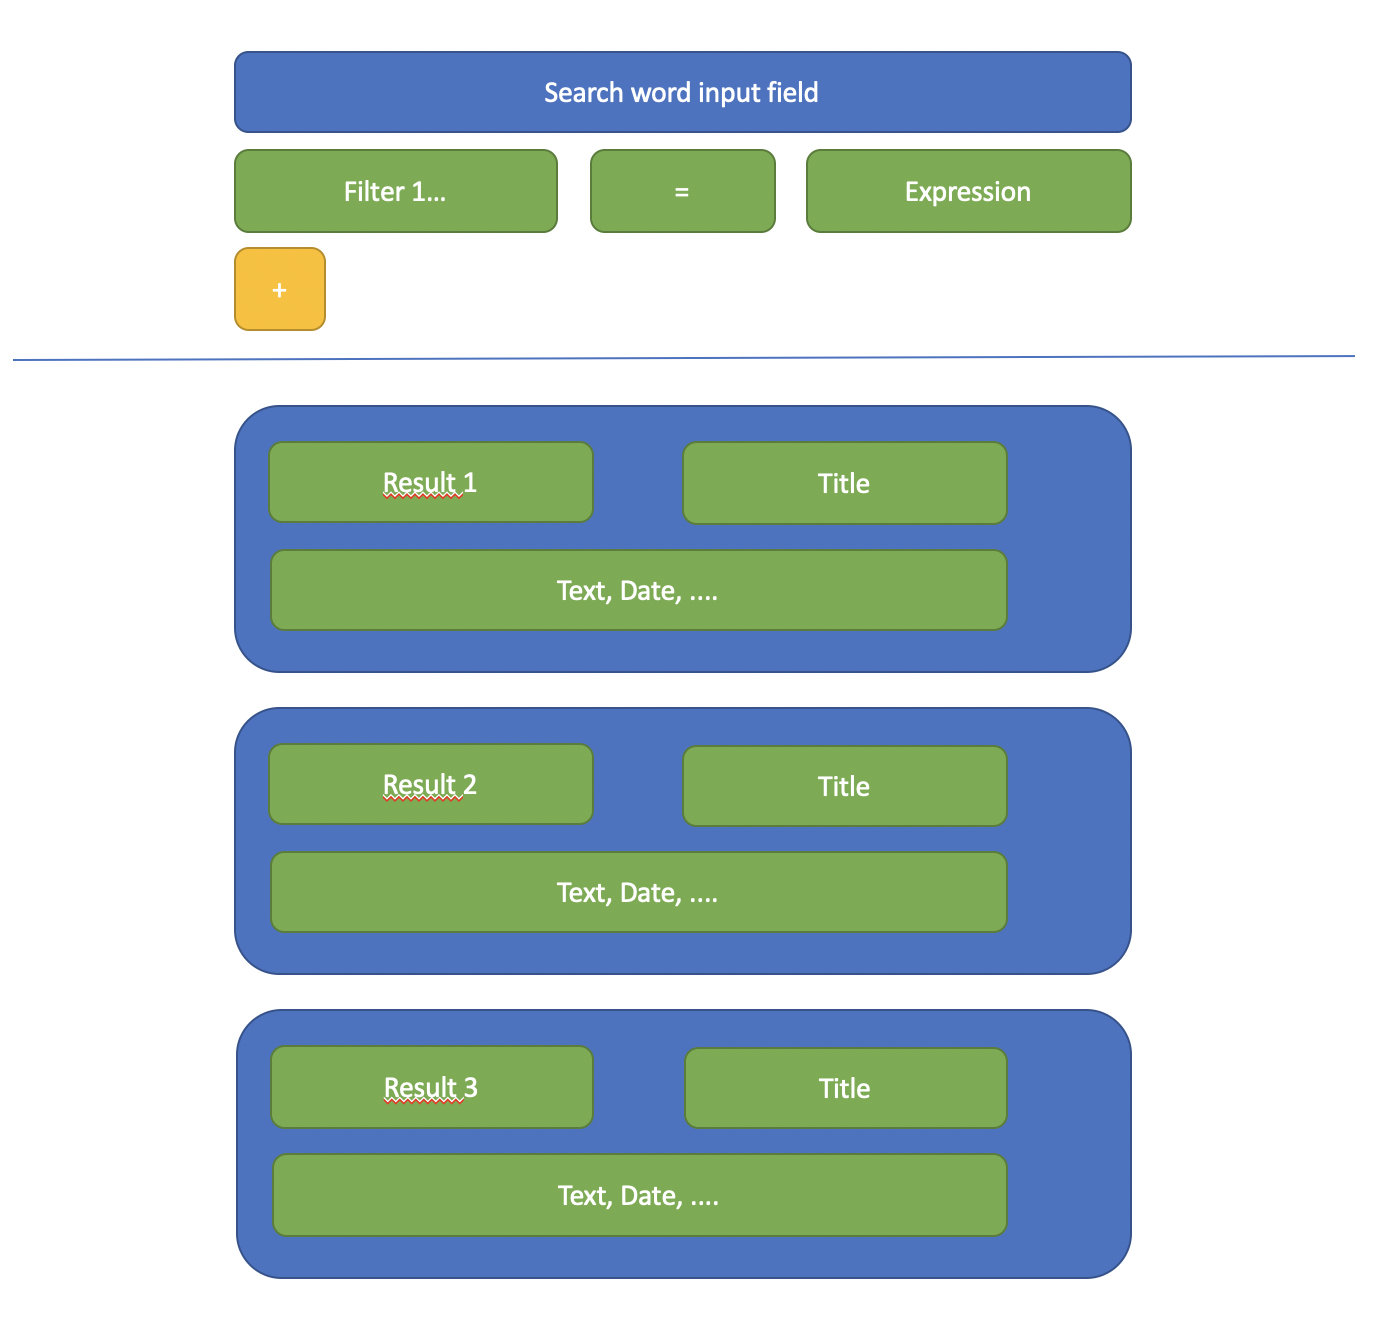 Search word input field
Filter 1... = Expression
+
Result 1 Title
Text, Date, ....
Result 2 Title
Text, Date, ....
Result 3 Title
Text, Date, ....